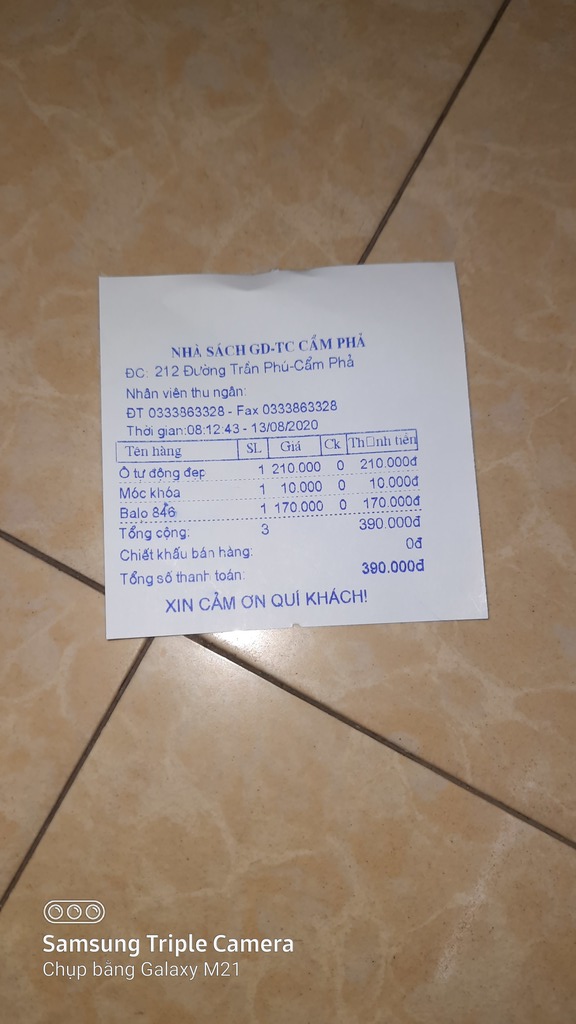 NHÀ SÁCH GD-TC CẨM PHẢ
ĐC: 212 Đường Trần Phú-Cẩm Phả
Nhân viên thu ngân:
ĐT 0333863328 - Fax 0333863328
Thời gian:08:12:43 - 13/08/2020
Tên hàng SL Giá Ck Th□nh tiền
Ô tự động đẹp 1 210.000 0 210.000đ
Móc khóa 1 10.000 0 10.000đ
Balo 846 1 170.000 0 170.000đ
Tổng cộng: 3 390.000đ
Chiết khấu bán hàng: 0đ
Tổng số thanh toán: 390.000đ
XIN CẢM ƠN QUÍ KHÁCH!
Samsung Triple Camera
Chụp bằng Galaxy M21